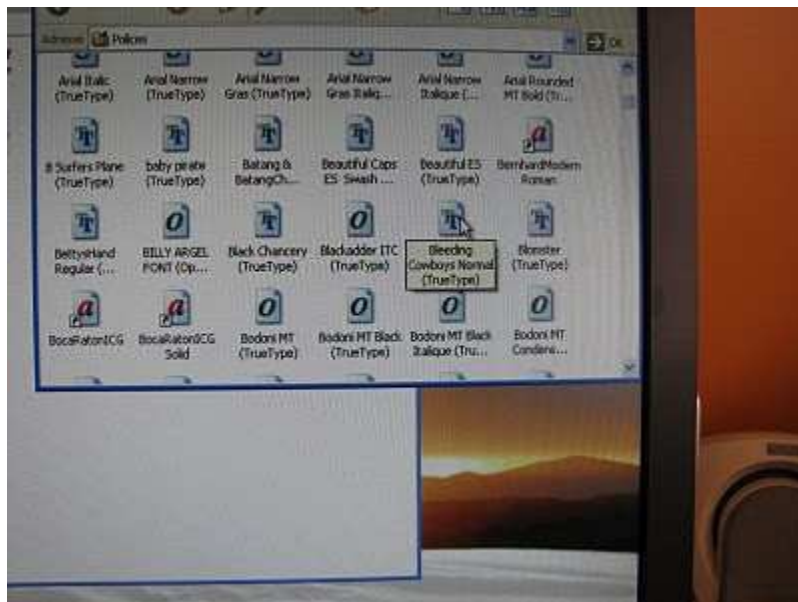 Adresse Polices OK
Arial Italic Arial Narrow Arial Narrow Arial Narrow Arial Narrow Arial Rounded
(TrueType) (TrueType) Gras (TrueType) Gras Italiq... Italique (... MT Bold (Tr...
8 Surfers Plane baby pirate Batang & Beautiful Caps Beautiful ES BernhardModern
(TrueType) (TrueType) BatangCh... ES Swash ... (TrueType) Roman
BettysHand BILLY ARGEL Black Chancery Blackadder ITC Bleeding Blonster
Regular (... FONT (Op... (TrueType) (TrueType) Cowboys Normal (TrueType)
(TrueType)
BocaRatonICG BocaRatonICG Bodoni MT Bodoni MT Black Bodoni MT Black Bodoni MT
Solid (TrueType) (TrueType) Italique (Tru... Condens...